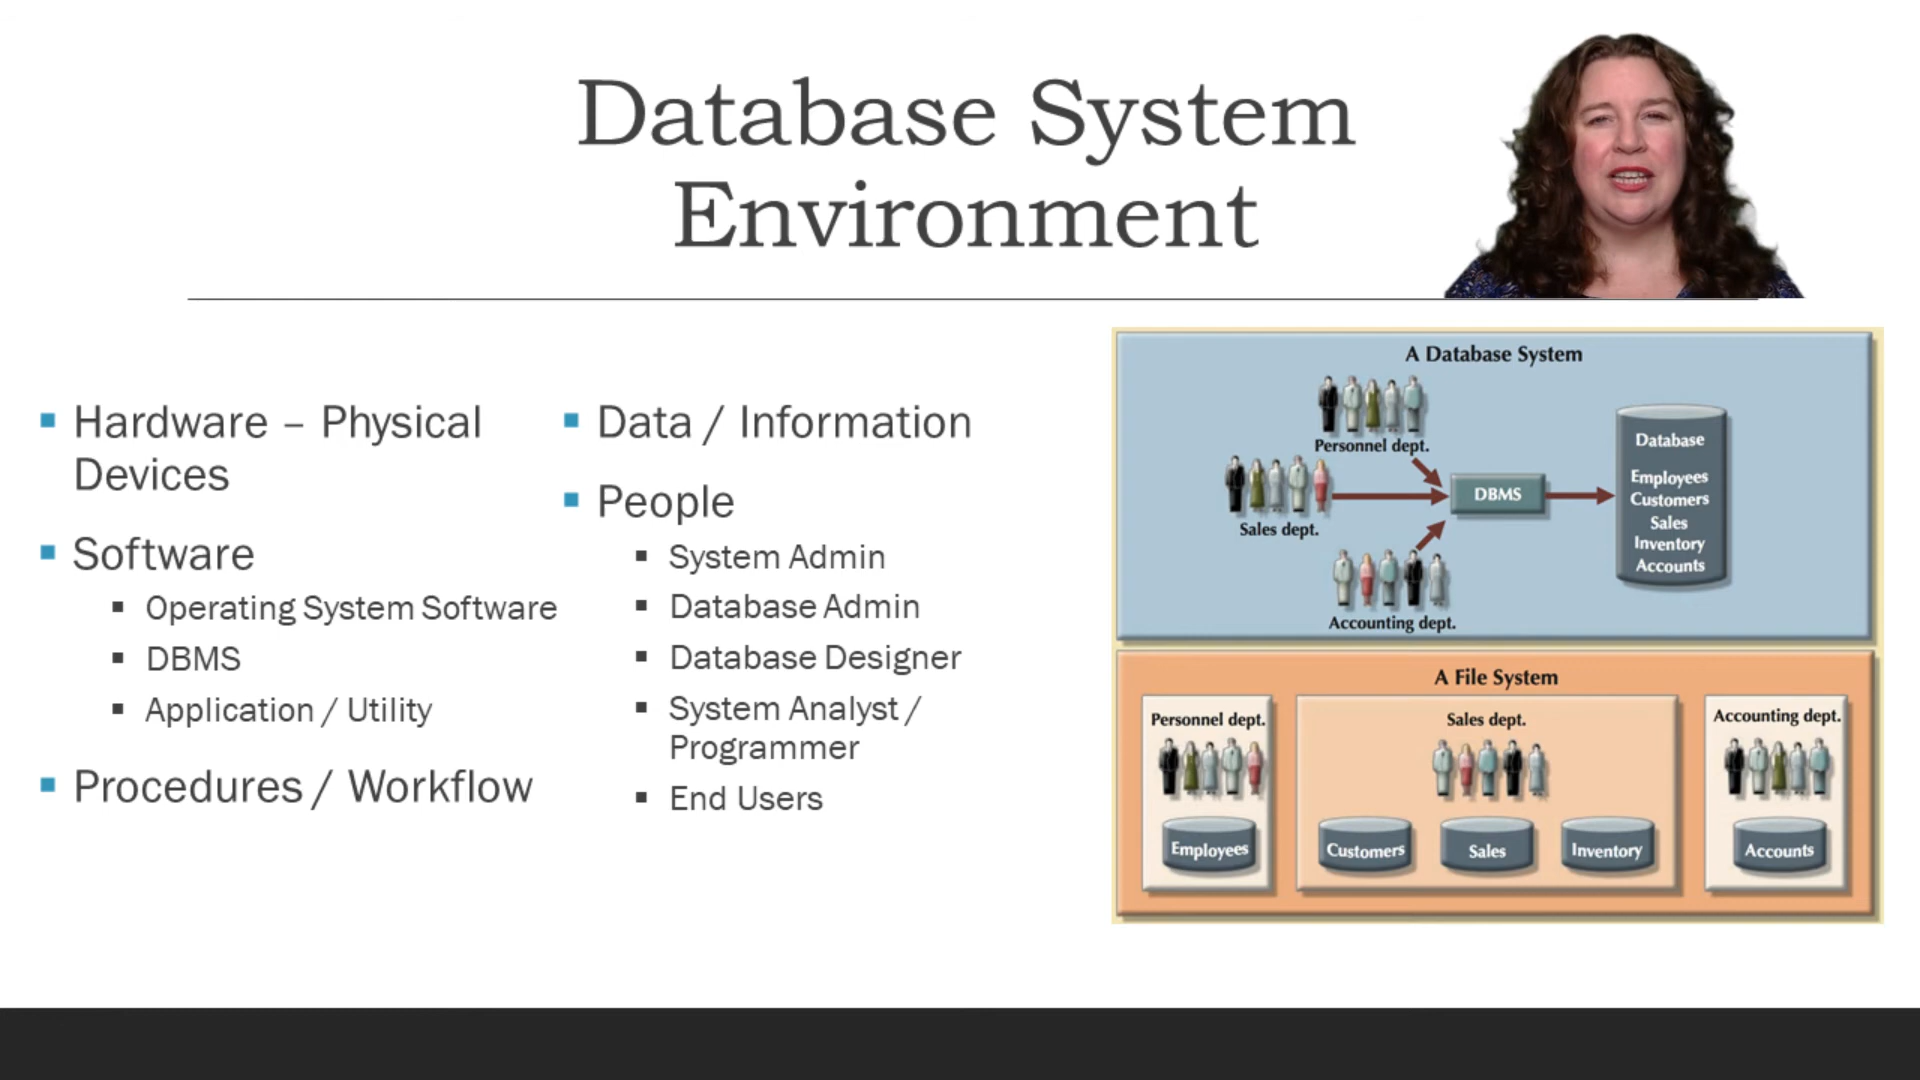 Database System
Environment
Hardware – Physical
Devices
Software
Operating System Software
DBMS
Application / Utility
Procedures / Workflow
Data / Information
People
System Admin
Database Admin
Database Designer
System Analyst /
Programmer
End Users
A Database System
Personnel dept.
Sales dept.
Accounting dept.
DBMS
Database
Employees
Customers
Sales
Inventory
Accounts
A File System
Personnel dept.
Employees
Sales dept.
Customers
Sales
Inventory
Accounting dept.
Accounts